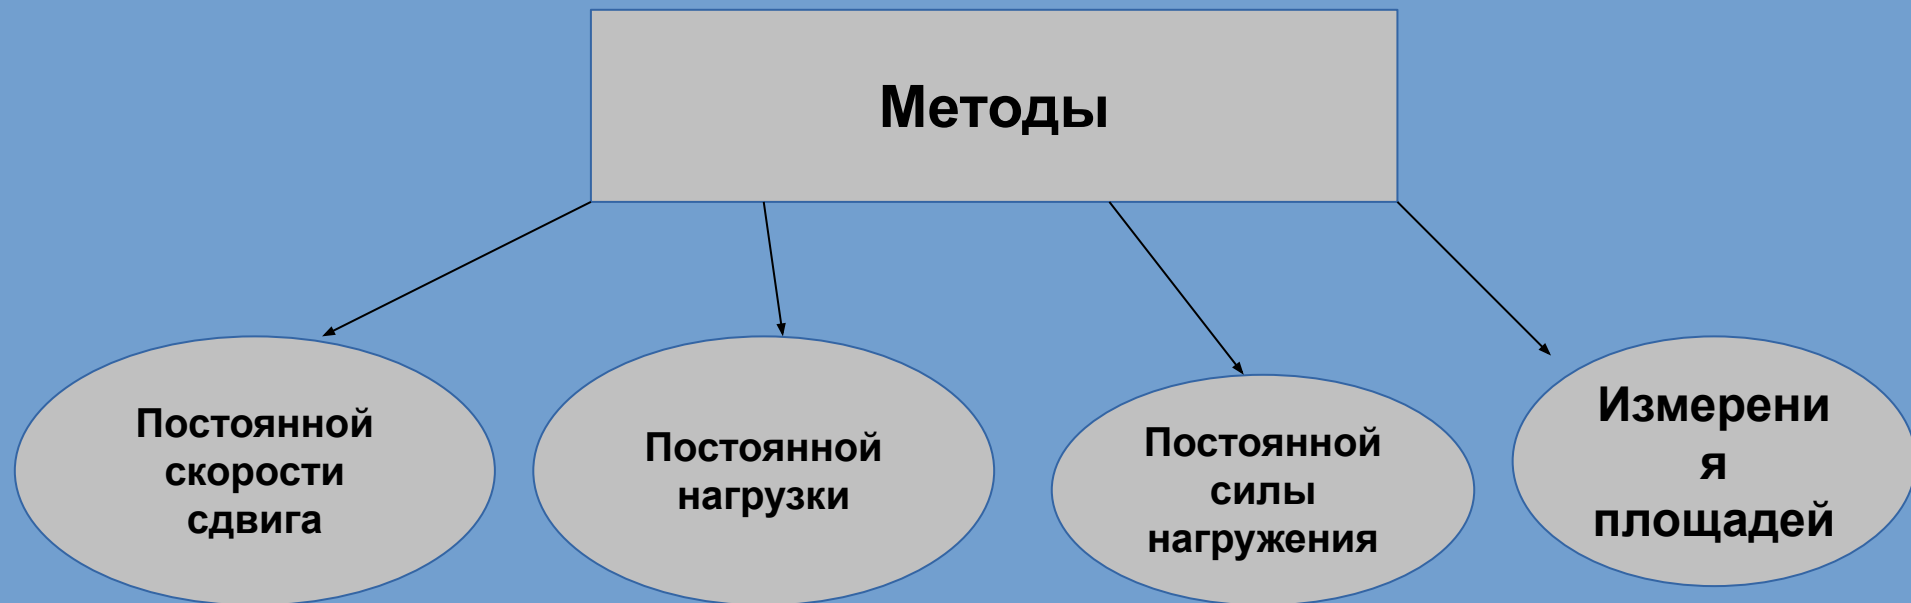 Методы
Постоянной
скорости
сдвига
Постоянной
нагрузки
Постоянной
силы
нагружения
Измерени
я
площадей